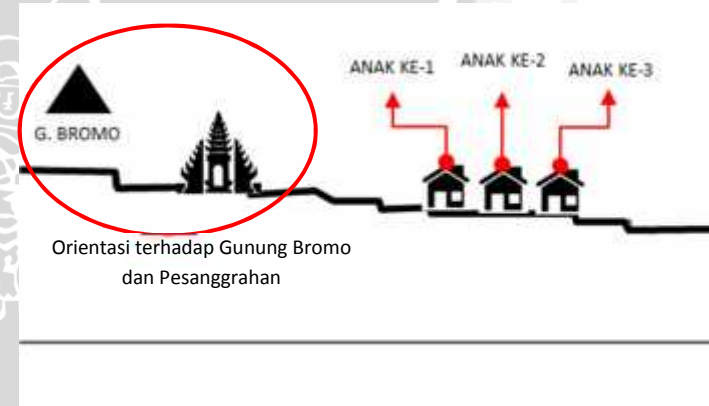 ANAK KE-1
ANAK KE-2
ANAK KE-3
G. BROMO
Orientasi terhadap Gunung Bromo
dan Pesanggrahan